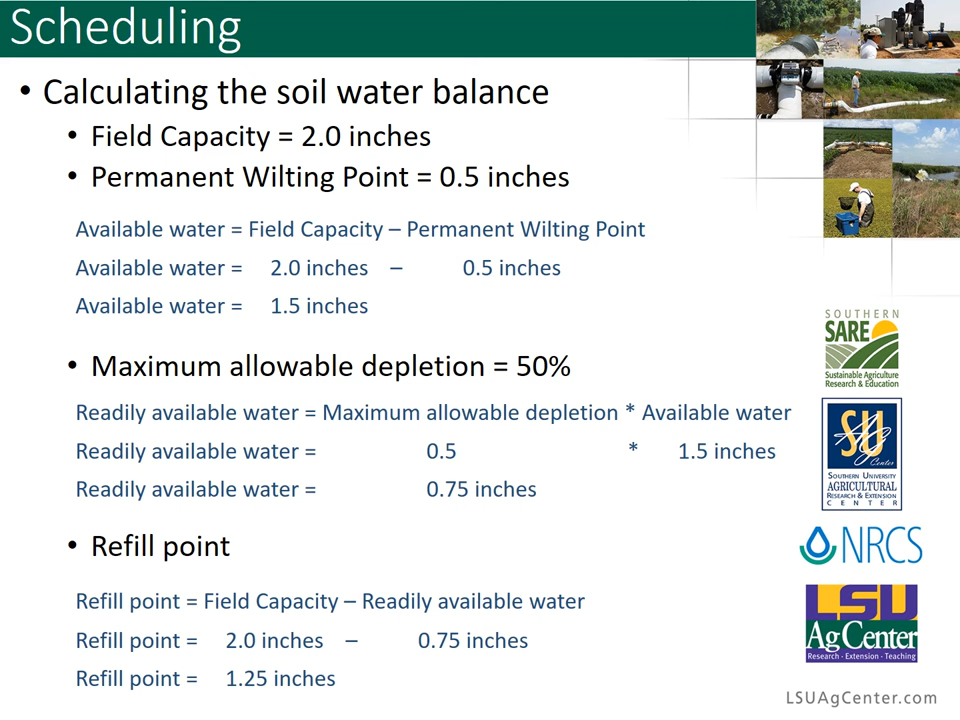 Scheduling
• Calculating the soil water balance
• Field Capacity = 2.0 inches
• Permanent Wilting Point = 0.5 inches
Available water = Field Capacity – Permanent Wilting Point
Available water = 2.0 inches – 0.5 inches
Available water = 1.5 inches
• Maximum allowable depletion = 50%
Readily available water = Maximum allowable depletion * Available water
Readily available water = 0.5 * 1.5 inches
Readily available water = 0.75 inches
• Refill point
Refill point = Field Capacity – Readily available water
Refill point = 2.0 inches – 0.75 inches
Refill point = 1.25 inches
SOUTHERN
SARE
Sustainable Agriculture
Research & Education
SU
Ag
Center
SOUTHERN UNIVERSITY
AGRICULTURAL
RESEARCH & EXTENSION
CENTER
NRCS
LSU
AgCenter
Research · Extension · Teaching
LSUAgCenter.com